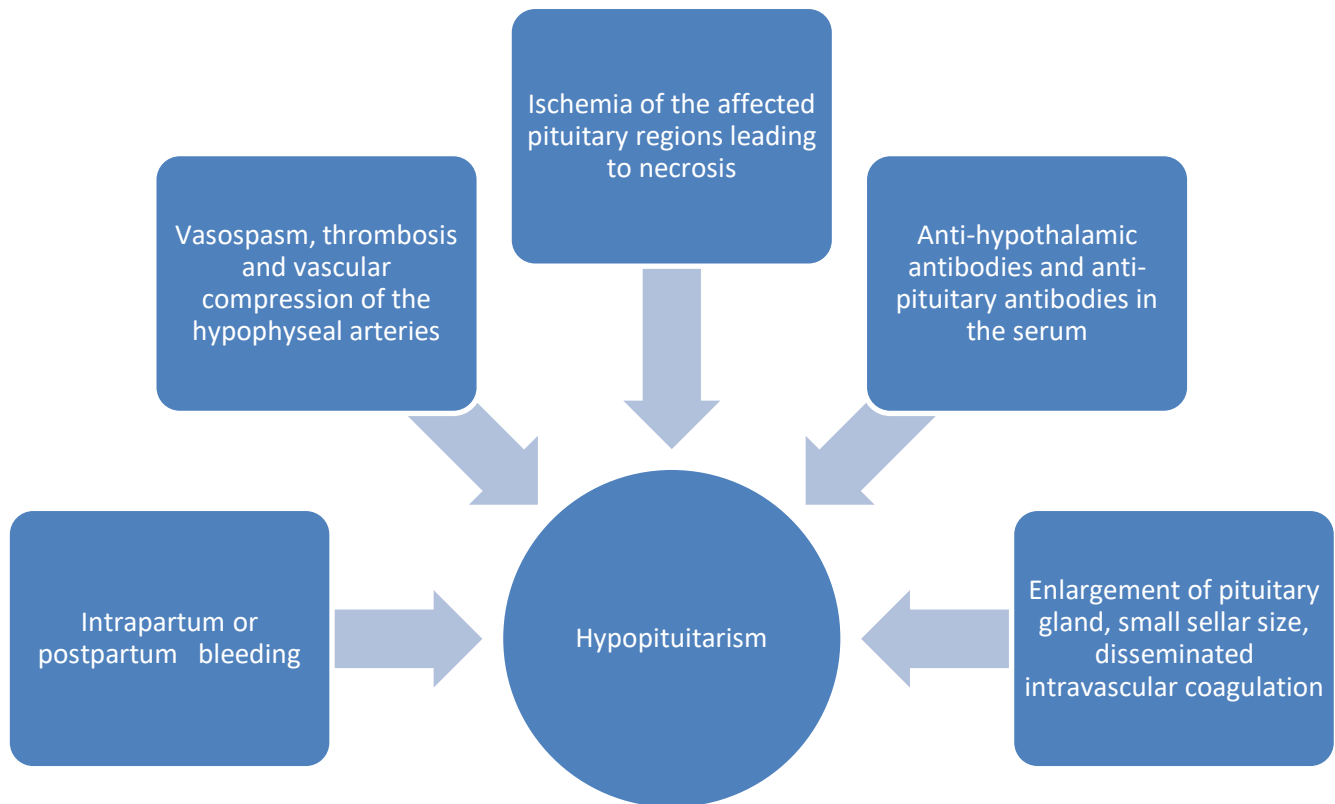 Ischemia of the affected
pituitary regions leading
to necrosis
Vasospasm, thrombosis
and vascular
compression of the
hypophyseal arteries
Anti-hypothalamic
antibodies and anti-
pituitary antibodies in
the serum
Intrapartum or
postpartum bleeding
Hypopituitarism
Enlargement of pituitary
gland, small sellar size,
disseminated
intravascular coagulation